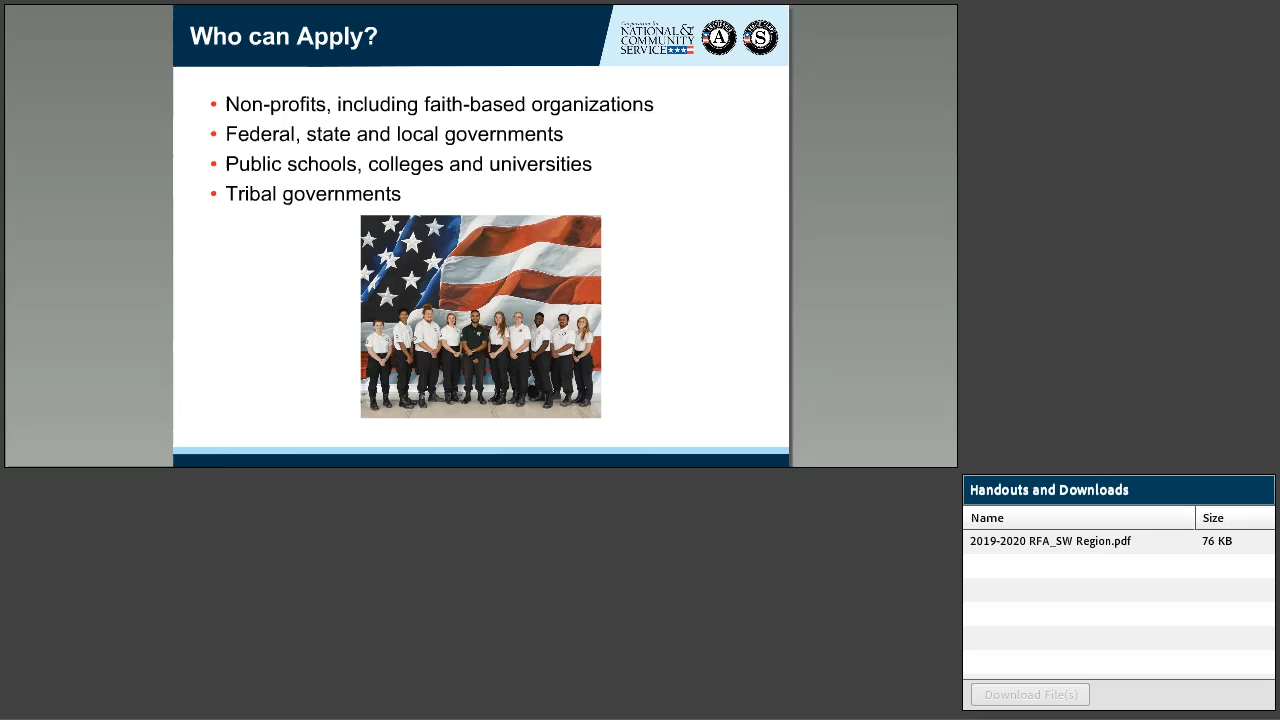 Who can Apply?
Corporation for
NATIONAL &
COMMUNITY
SERVICE
A
S
• Non-profits, including faith-based organizations
• Federal, state and local governments
• Public schools, colleges and universities
• Tribal governments
Handouts and Downloads
Name Size
2019-2020 RFA_SW Region.pdf 76 KB
Download File(s)